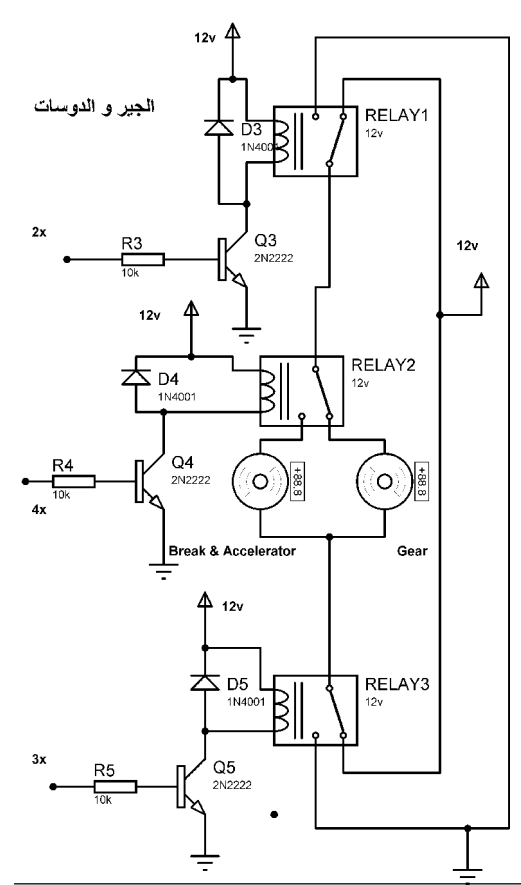 12v
الجير و الدوسات
D3
1N4001
RELAY1
12v
2x
R3
10k
Q3
2N2222
12v
12v
D4
1N4001
RELAY2
12v
R4
10k
4x
Q4
2N2222
+88.8
+88.8
Break & Accelerator
Gear
12v
D5
1N4001
RELAY3
12v
3x
R5
10k
Q5
2N2222